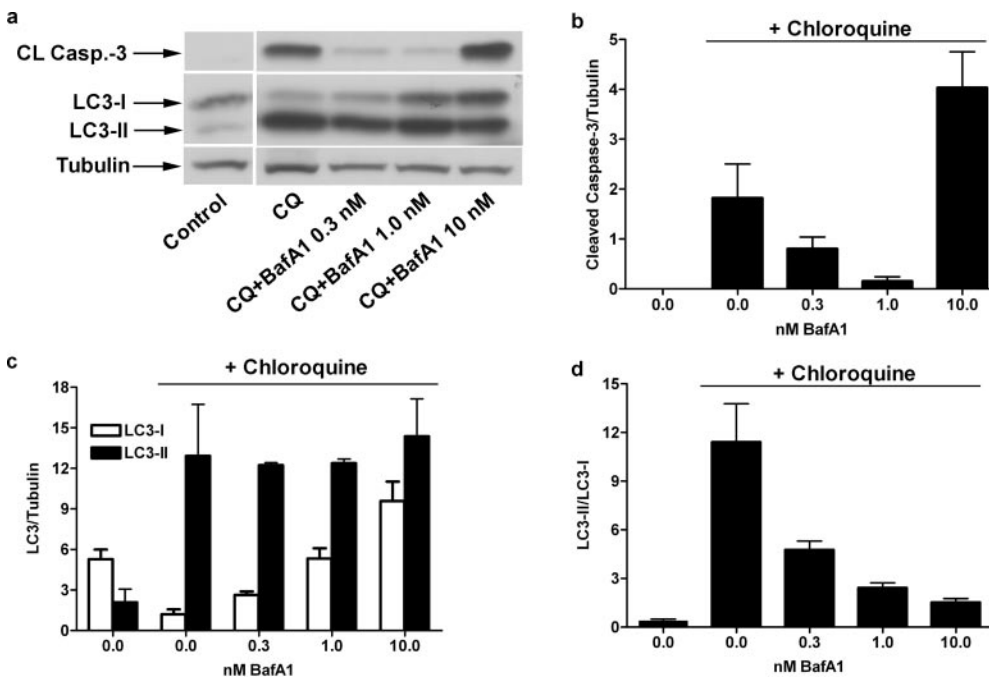 a
CL Casp.-3
LC3-I
LC3-II
Tubulin
Control
CQ
CQ+BafA1 0.3 nM
CQ+BafA1 1.0 nM
CQ+BafA1 10 nM
b
+ Chloroquine
Cleaved Caspase-3/Tubulin
5
4
3
2
1
0
0.0 0.0 0.3 1.0 10.0
nM BafA1
c
+ Chloroquine
LC3-I
LC3-II
LC3/Tubulin
18
15
12
9
6
3
0
0.0 0.0 0.3 1.0 10.0
nM BafA1
d
+ Chloroquine
LC3-II/LC3-I
15
12
9
6
3
0
0.0 0.0 0.3 1.0 10.0
nM BafA1